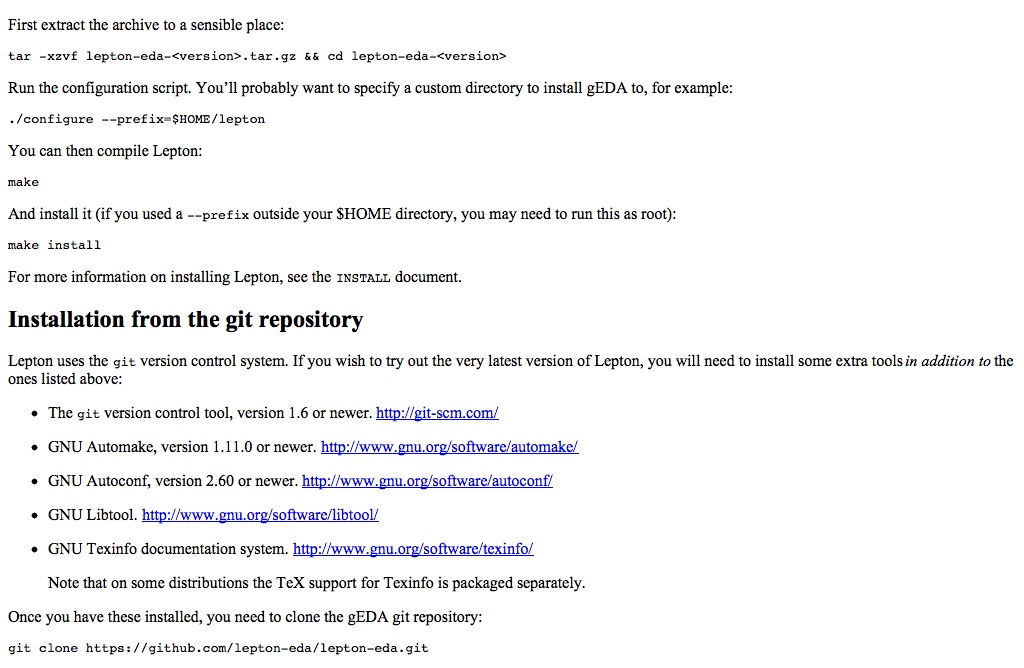 First extract the archive to a sensible place:
tar -xzvf lepton-eda-<version>.tar.gz && cd lepton-eda-<version>
Run the configuration script. You’ll probably want to specify a custom directory to install gEDA to, for example:
./configure --prefix=$HOME/lepton
You can then compile Lepton:
make
And install it (if you used a --prefix outside your $HOME directory, you may need to run this as root):
make install
For more information on installing Lepton, see the INSTALL document.
Installation from the git repository
Lepton uses the git version control system. If you wish to try out the very latest version of Lepton, you will need to install some extra tools in addition to the
ones listed above:
• The git version control tool, version 1.6 or newer. http://git-scm.com/
• GNU Automake, version 1.11.0 or newer. http://www.gnu.org/software/automake/
• GNU Autoconf, version 2.60 or newer. http://www.gnu.org/software/autoconf/
• GNU Libtool. http://www.gnu.org/software/libtool/
• GNU Texinfo documentation system. http://www.gnu.org/software/texinfo/
Note that on some distributions the TeX support for Texinfo is packaged separately.
Once you have these installed, you need to clone the gEDA git repository:
git clone https://github.com/lepton-eda/lepton-eda.git